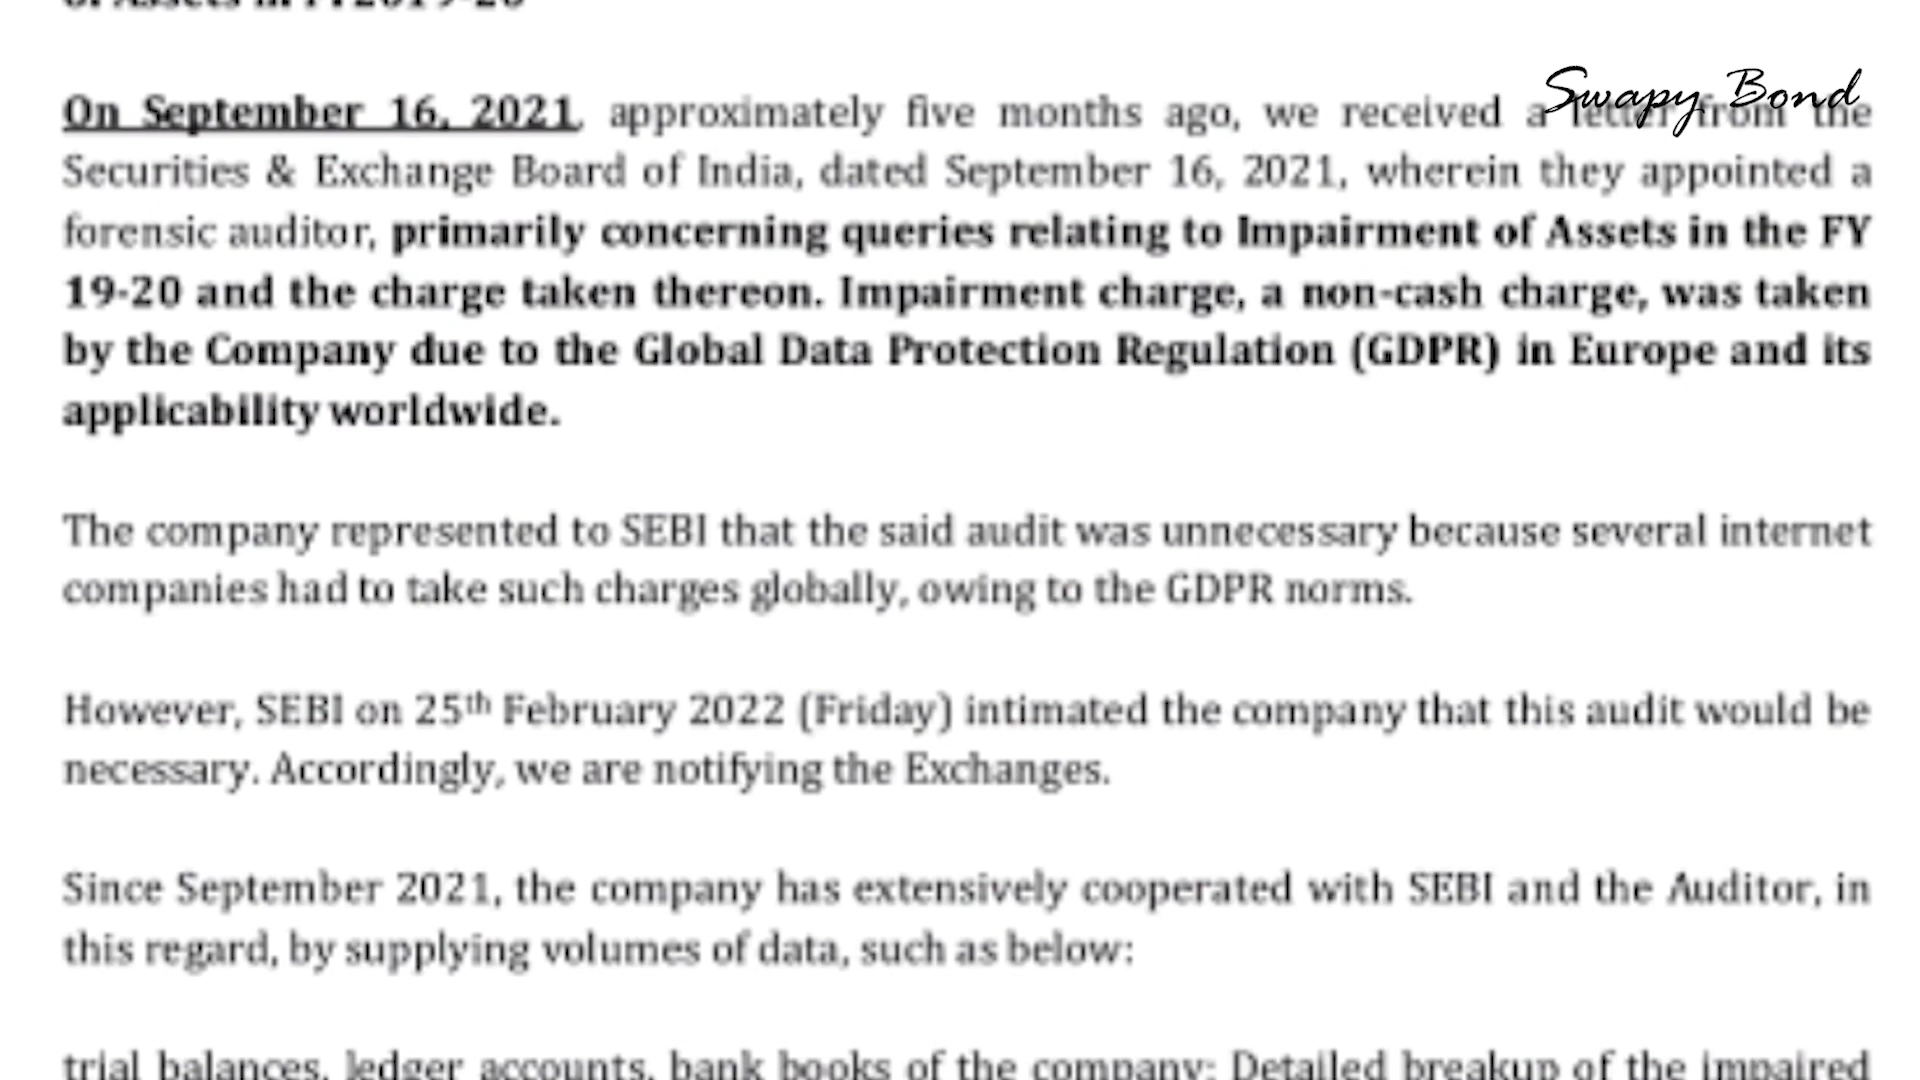 of Assets in FY2019-20
Swapy Bond
On September 16, 2021, approximately five months ago, we received a letter from the
Securities & Exchange Board of India, dated September 16, 2021, wherein they appointed a
forensic auditor, primarily concerning queries relating to Impairment of Assets in the FY
19-20 and the charge taken thereon. Impairment charge, a non-cash charge, was taken
by the Company due to the Global Data Protection Regulation (GDPR) in Europe and its
applicability worldwide.
The company represented to SEBI that the said audit was unnecessary because several internet
companies had to take such charges globally, owing to the GDPR norms.
However, SEBI on 25th February 2022 (Friday) intimated the company that this audit would be
necessary. Accordingly, we are notifying the Exchanges.
Since September 2021, the company has extensively cooperated with SEBI and the Auditor, in
this regard, by supplying volumes of data, such as below:
trial balances, ledger accounts, bank books of the company; Detailed breakup of the impaired